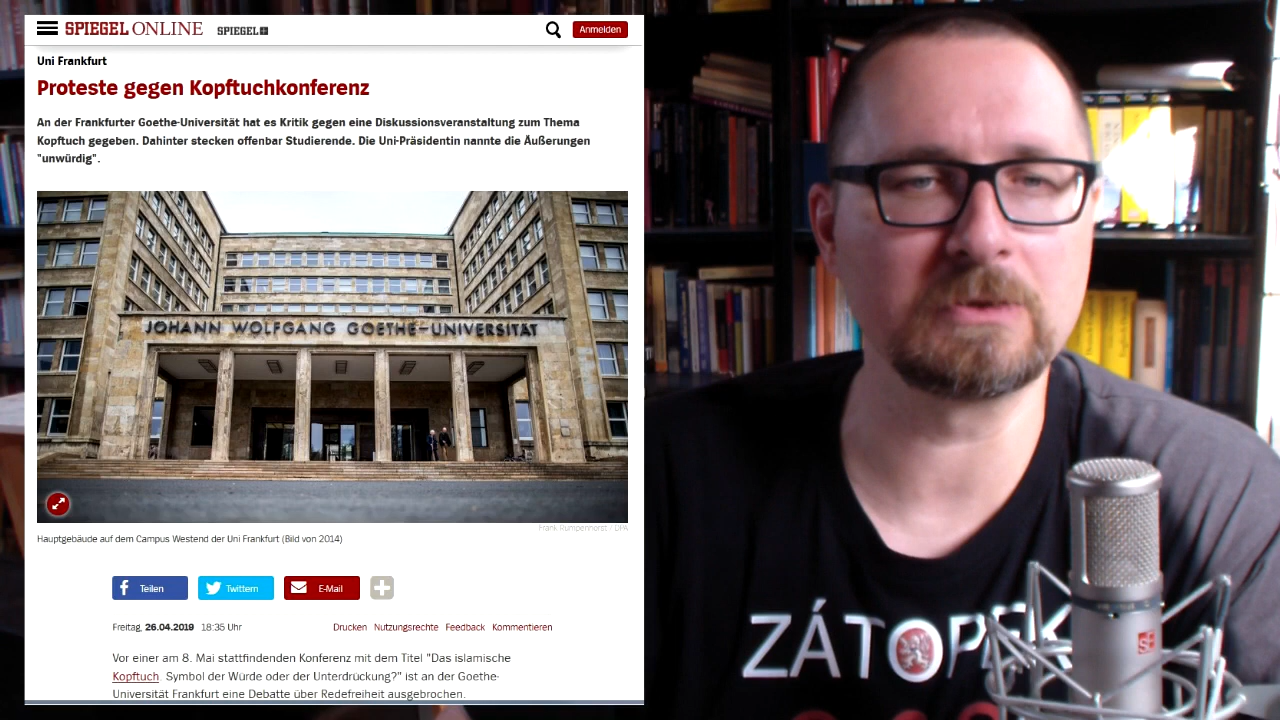 SPIEGEL ONLINE SPIEGEL+ Anmelden
Uni Frankfurt
Proteste gegen Kopftuchkonferenz
An der Frankfurter Goethe-Universität hat es Kritik gegen eine Diskussionsveranstaltung zum Thema
Kopftuch gegeben. Dahinter stecken offenbar Studierende. Die Uni-Präsidentin nannte die Äußerungen
"unwürdig".
JOHANN WOLFGANG GOETHE-UNIVERSITÄT
Frank Rumpenhorst / DPA
Hauptgebäude auf dem Campus Westend der Uni Frankfurt (Bild von 2014)
Teilen Twittern E-Mail
Freitag, 26.04.2019 18:35 Uhr Drucken Nutzungsrechte Feedback Kommentieren
Vor einer am 8. Mai stattfindenden Konferenz mit dem Titel "Das islamische
Kopftuch Symbol der Würde oder der Unterdrückung?" ist an der Goethe-
Universität Frankfurt eine Debatte über Redefreiheit ausgebrochen.
ZÁTOPEK
sE